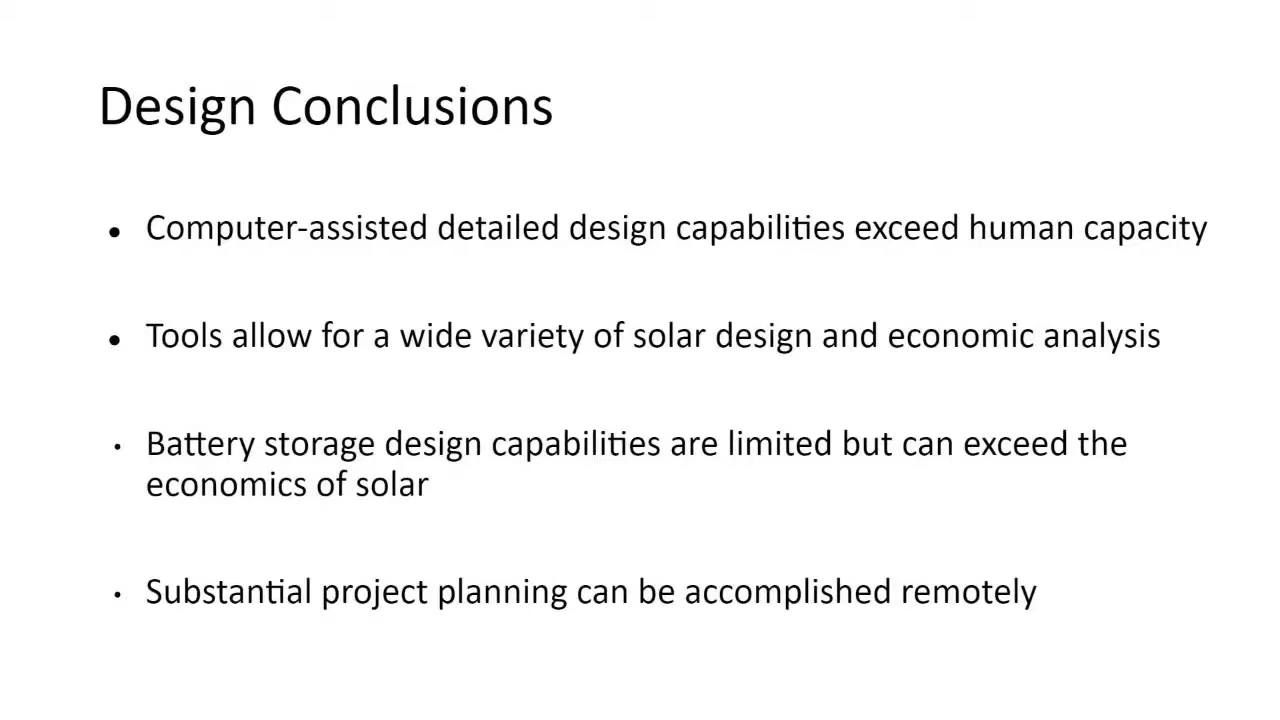 Design Conclusions
• Computer-assisted detailed design capabilities exceed human capacity
• Tools allow for a wide variety of solar design and economic analysis
• Battery storage design capabilities are limited but can exceed the
economics of solar
• Substantial project planning can be accomplished remotely